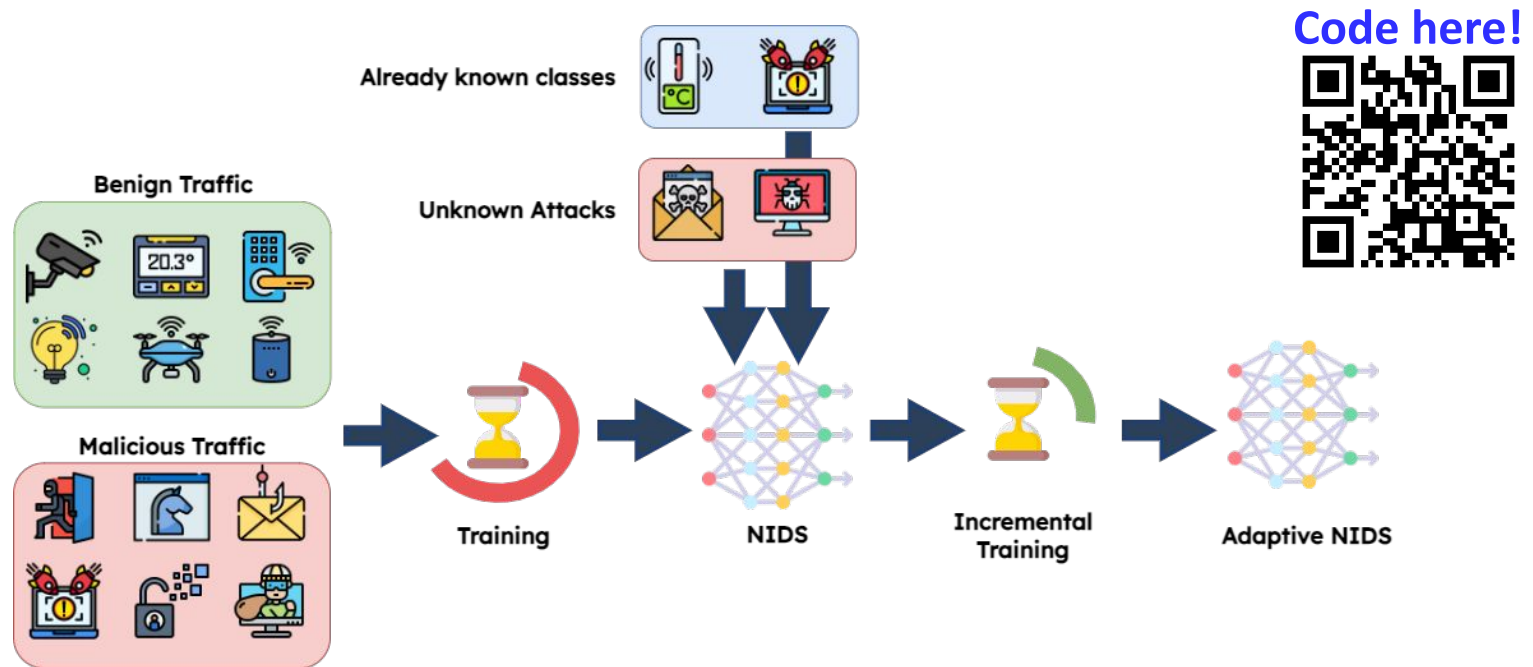 Code here!
Already known classes
°C
Unknown Attacks
Benign Traffic
20.3°
Malicious Traffic
Training
NIDS
Incremental
Training
Adaptive NIDS